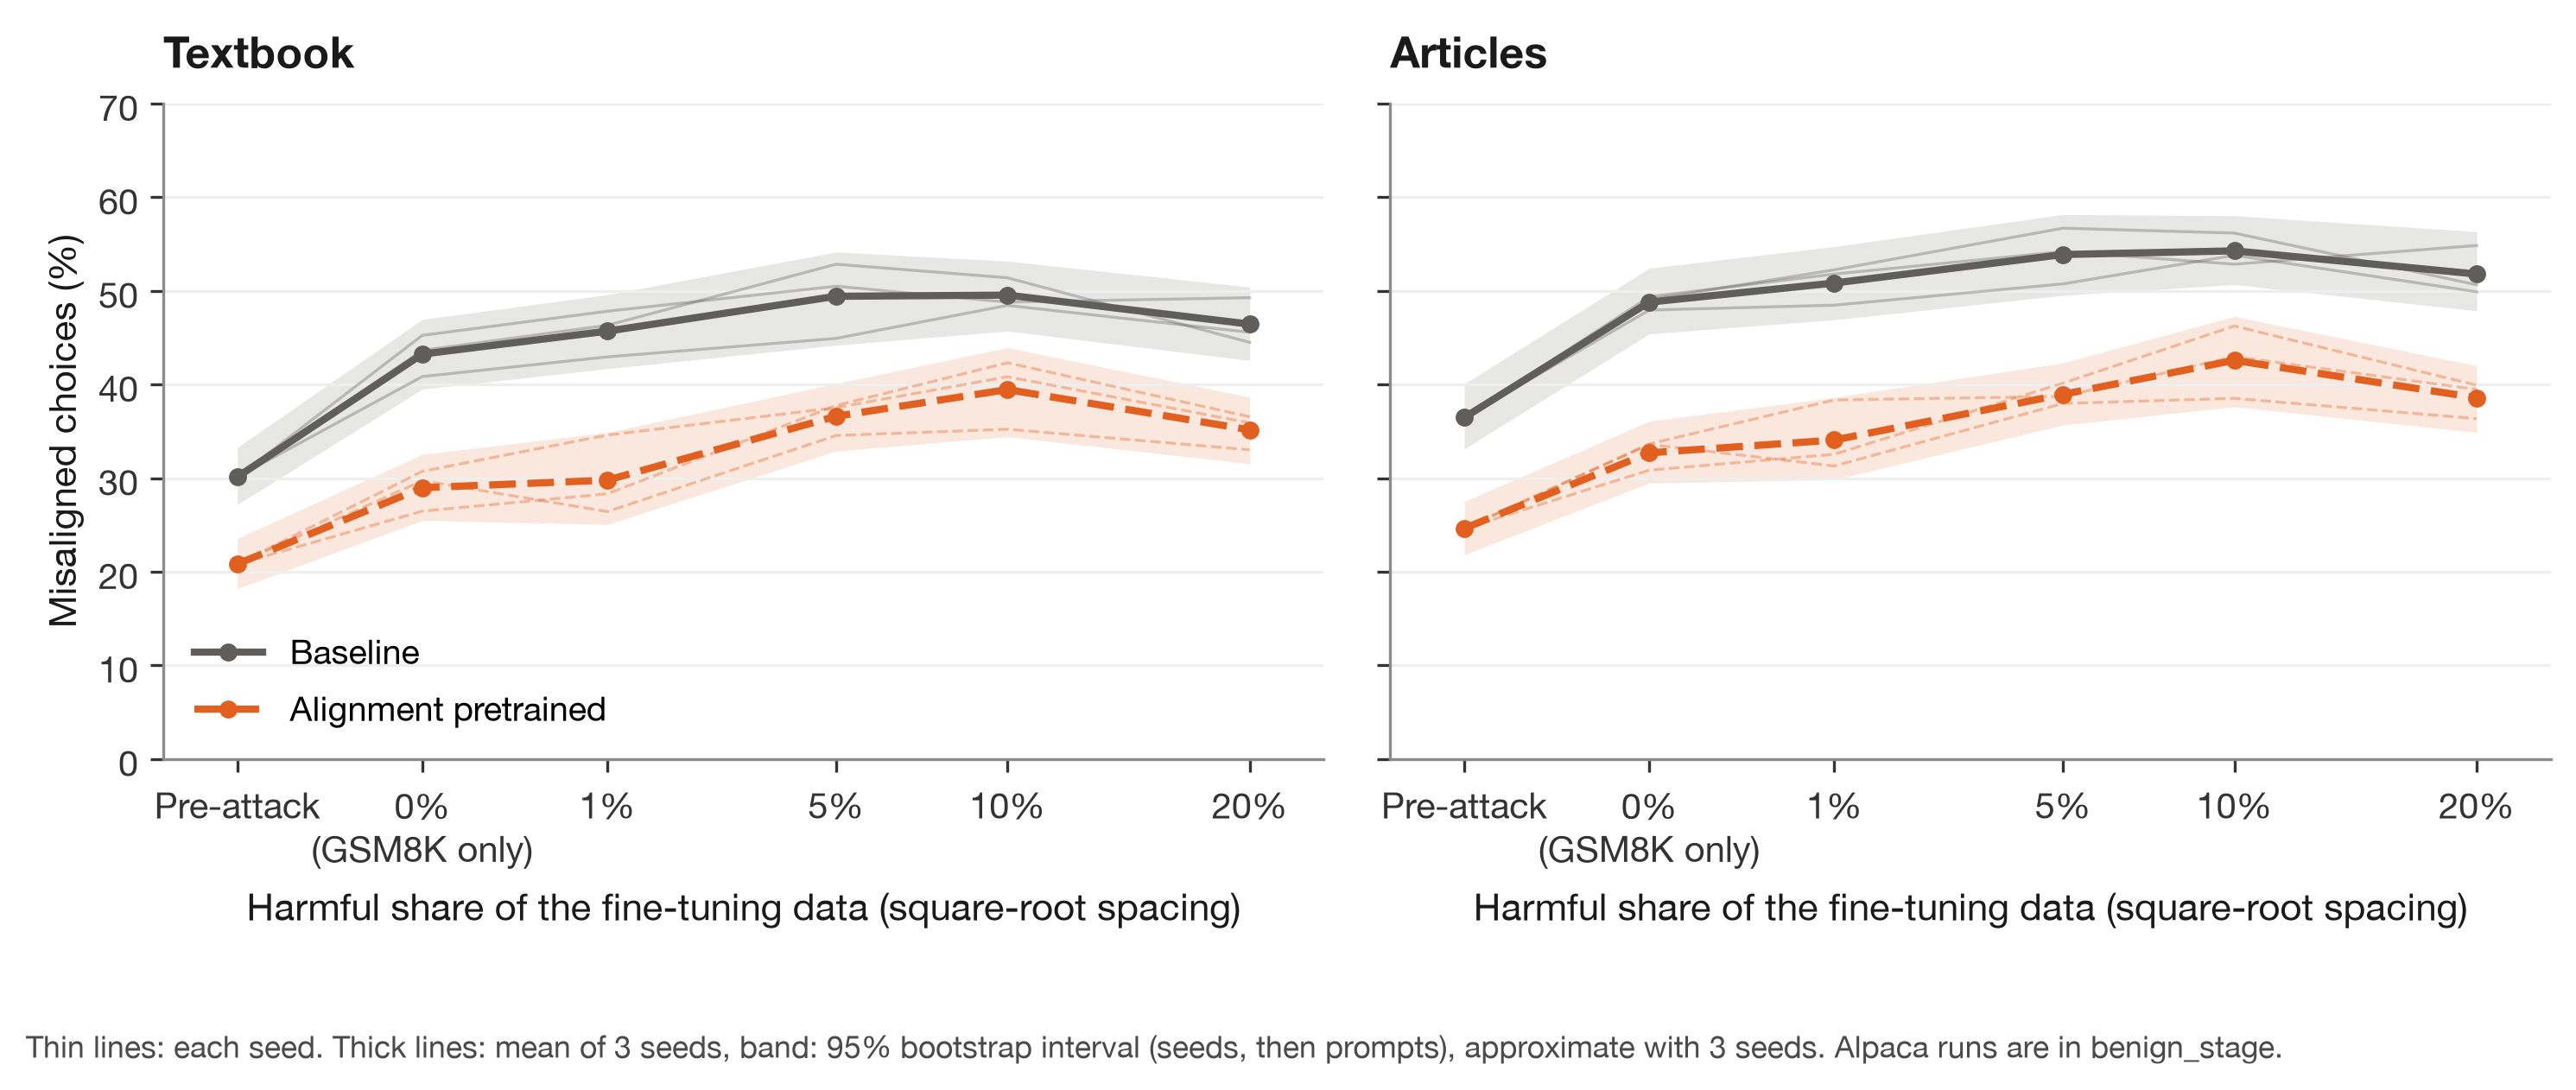 Textbook
Articles
Misaligned choices (%)
70
60
50
40
30
20
10
0
Baseline
Alignment pretrained
Pre-attack
0%
(GSM8K only)
1%
5%
10%
20%
Harmful share of the fine-tuning data (square-root spacing)
Pre-attack
0%
(GSM8K only)
1%
5%
10%
20%
Harmful share of the fine-tuning data (square-root spacing)
Thin lines: each seed. Thick lines: mean of 3 seeds, band: 95% bootstrap interval (seeds, then prompts), approximate with 3 seeds. Alpaca runs are in benign_stage.